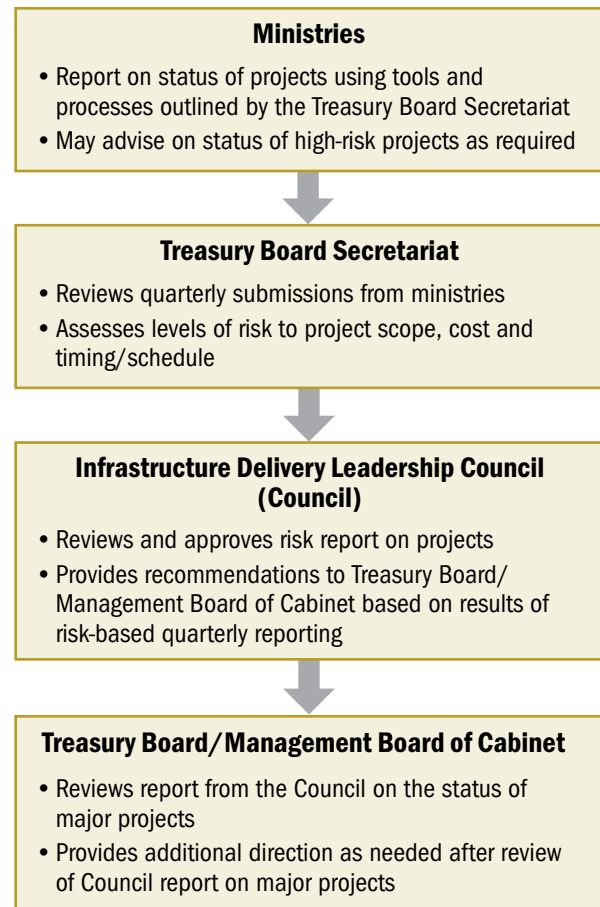 Ministries
• Report on status of projects using tools and
processes outlined by the Treasury Board Secretariat
• May advise on status of high-risk projects as required
Treasury Board Secretariat
• Reviews quarterly submissions from ministries
• Assesses levels of risk to project scope, cost and
timing/schedule
Infrastructure Delivery Leadership Council
(Council)
• Reviews and approves risk report on projects
• Provides recommendations to Treasury Board/
Management Board of Cabinet based on results of
risk-based quarterly reporting
Treasury Board/Management Board of Cabinet
• Reviews report from the Council on the status of
major projects
• Provides additional direction as needed after review
of Council report on major projects